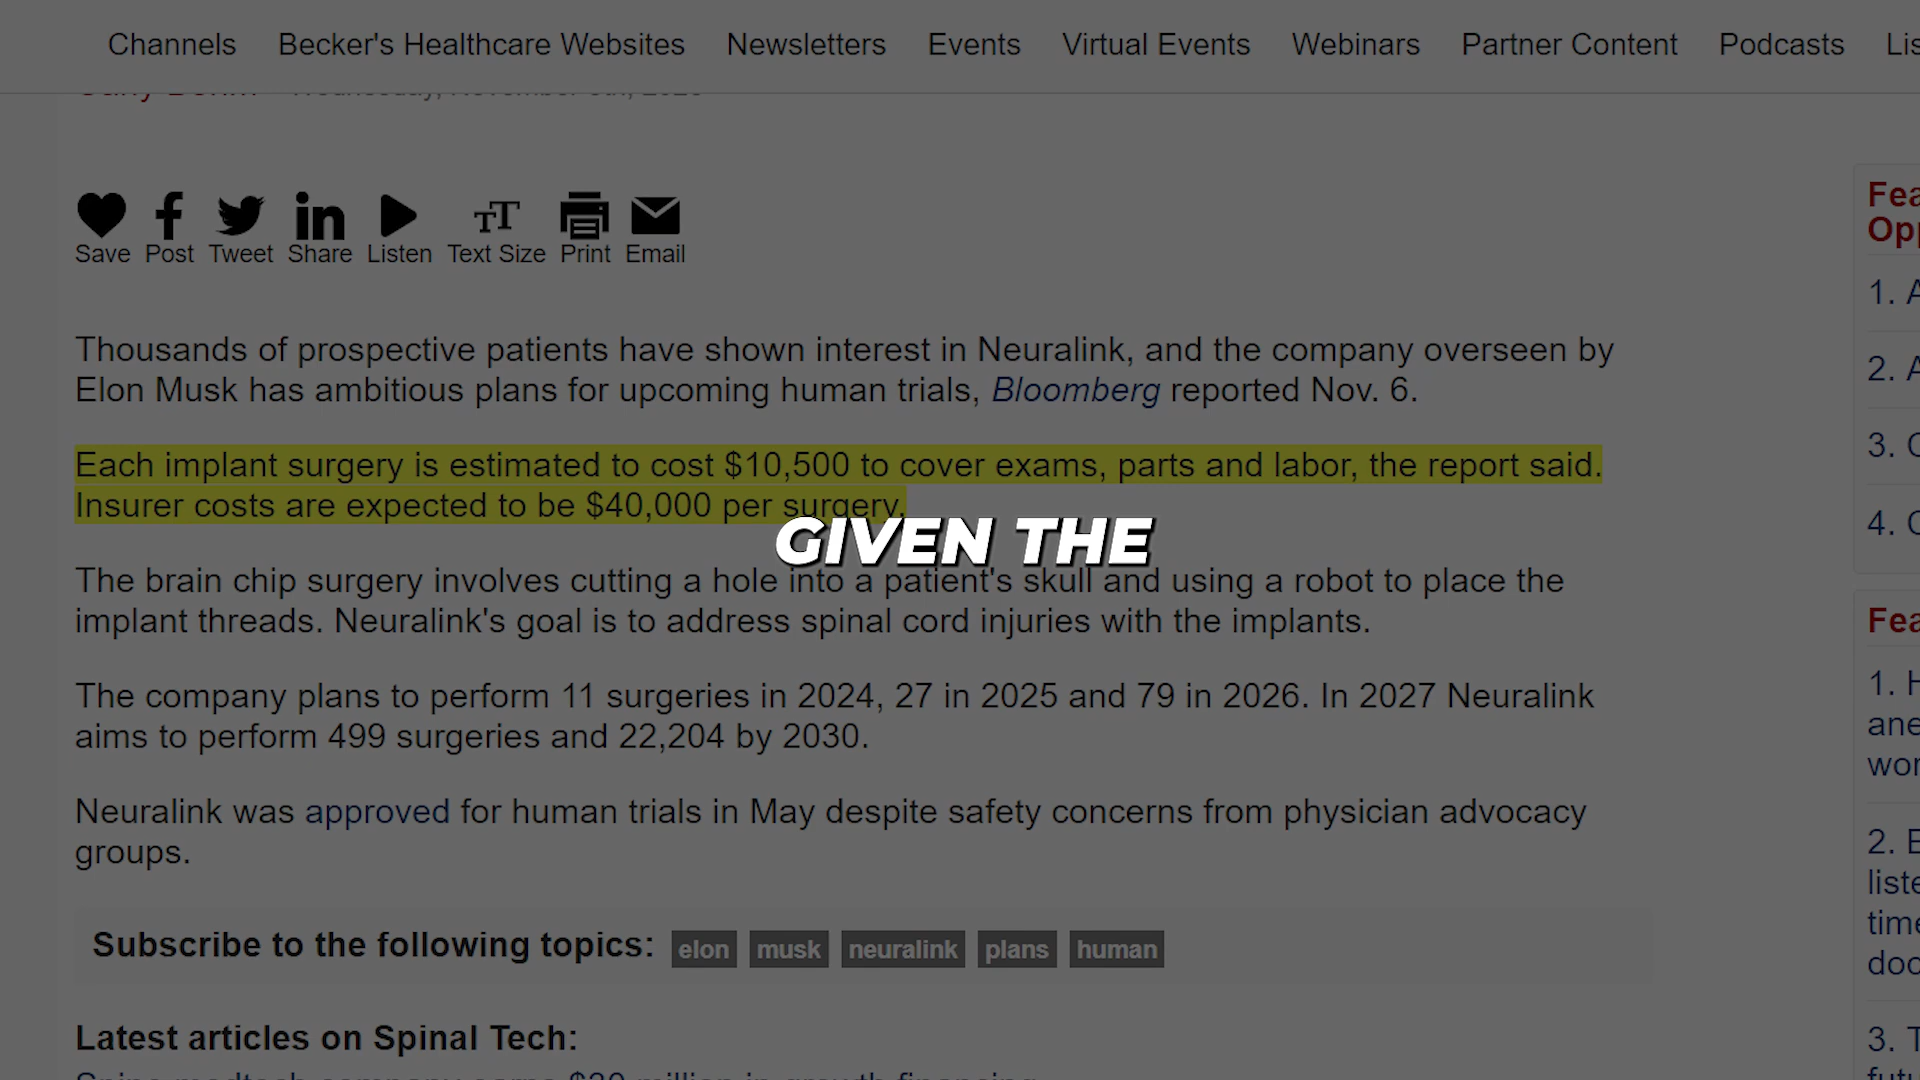 Channels Becker's Healthcare Websites Newsletters Events Virtual Events Webinars Partner Content Podcasts
Save Post Tweet Share Listen Text Size Print Email
Thousands of prospective patients have shown interest in Neuralink, and the company overseen by
Elon Musk has ambitious plans for upcoming human trials, Bloomberg reported Nov. 6.
Each implant surgery is estimated to cost $10,500 to cover exams, parts and labor, the report said.
Insurer costs are expected to be $40,000 per surgery.
GIVEN THE
The brain chip surgery involves cutting a hole into a patient's skull and using a robot to place the
implant threads. Neuralink's goal is to address spinal cord injuries with the implants.
The company plans to perform 11 surgeries in 2024, 27 in 2025 and 79 in 2026. In 2027 Neuralink
aims to perform 499 surgeries and 22,204 by 2030.
Neuralink was approved for human trials in May despite safety concerns from physician advocacy
groups.
Subscribe to the following topics: elon musk neuralink plans human
Latest articles on Spinal Tech:
1.
2.
3.
4.
1.
2.
3.